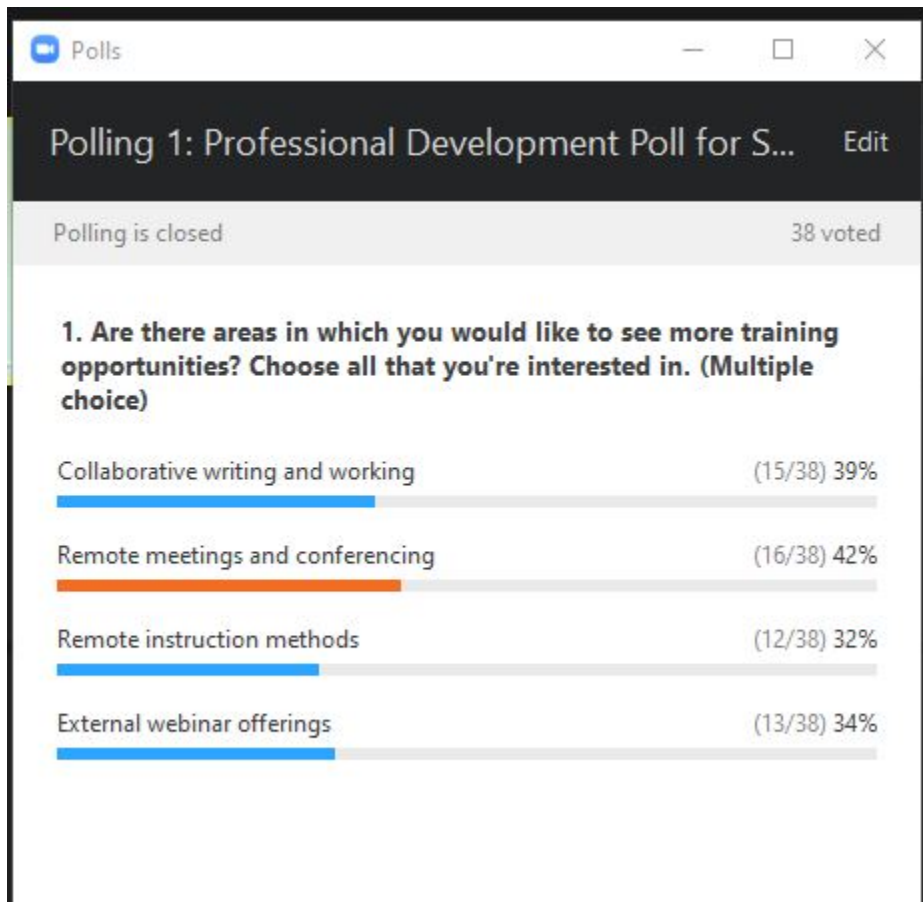 Polls
Polling 1: Professional Development Poll for S... Edit
Polling is closed 38 voted
1. Are there areas in which you would like to see more training
opportunities? Choose all that you're interested in. (Multiple
choice)
Collaborative writing and working (15/38) 39%
Remote meetings and conferencing (16/38) 42%
Remote instruction methods (12/38) 32%
External webinar offerings (13/38) 34%